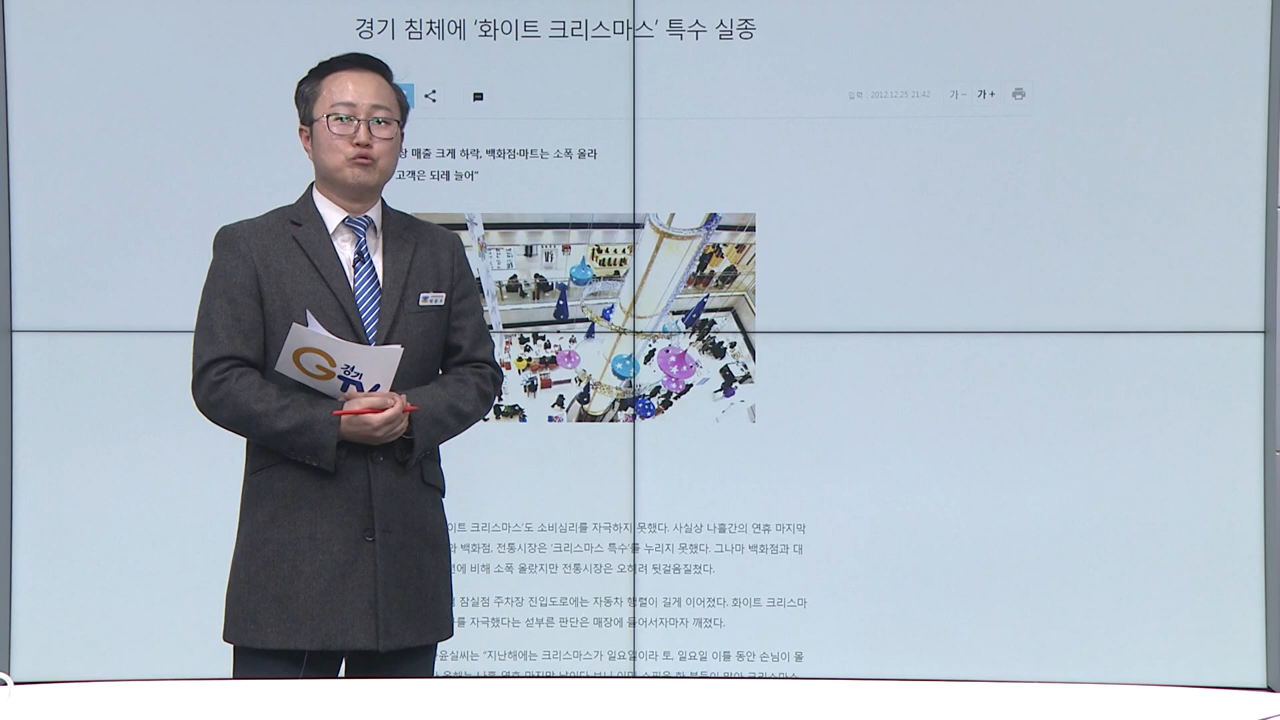 경기 침체에 ‘화이트 크리스마스’ 특수 실종
입력 : 2012.12.25 21:42
가 -
가 +
매출 크게 하락, 백화점·마트는 소폭 올라
고객은 되레 늘어”
G 경기 TV
크리스마스’도 소비심리를 자극하지 못했다. 사실상 나흘간의 연휴 마지막
백화점, 전통시장은 ‘크리스마스 특수’를 누리지 못했다. 그나마 백화점과 대
비해 소폭 올랐지만 전통시장은 오히려 뒷걸음질쳤다.
잠실점 주차장 진입도로에는 자동차 행렬이 길게 이어졌다. 화이트 크리스마
자극했다는 섣부른 판단은 매장에 들어서자마자 깨졌다.
“지난해에는 크리스마스가 일요일이라 토, 일요일 이틀 동안 손님이 몰